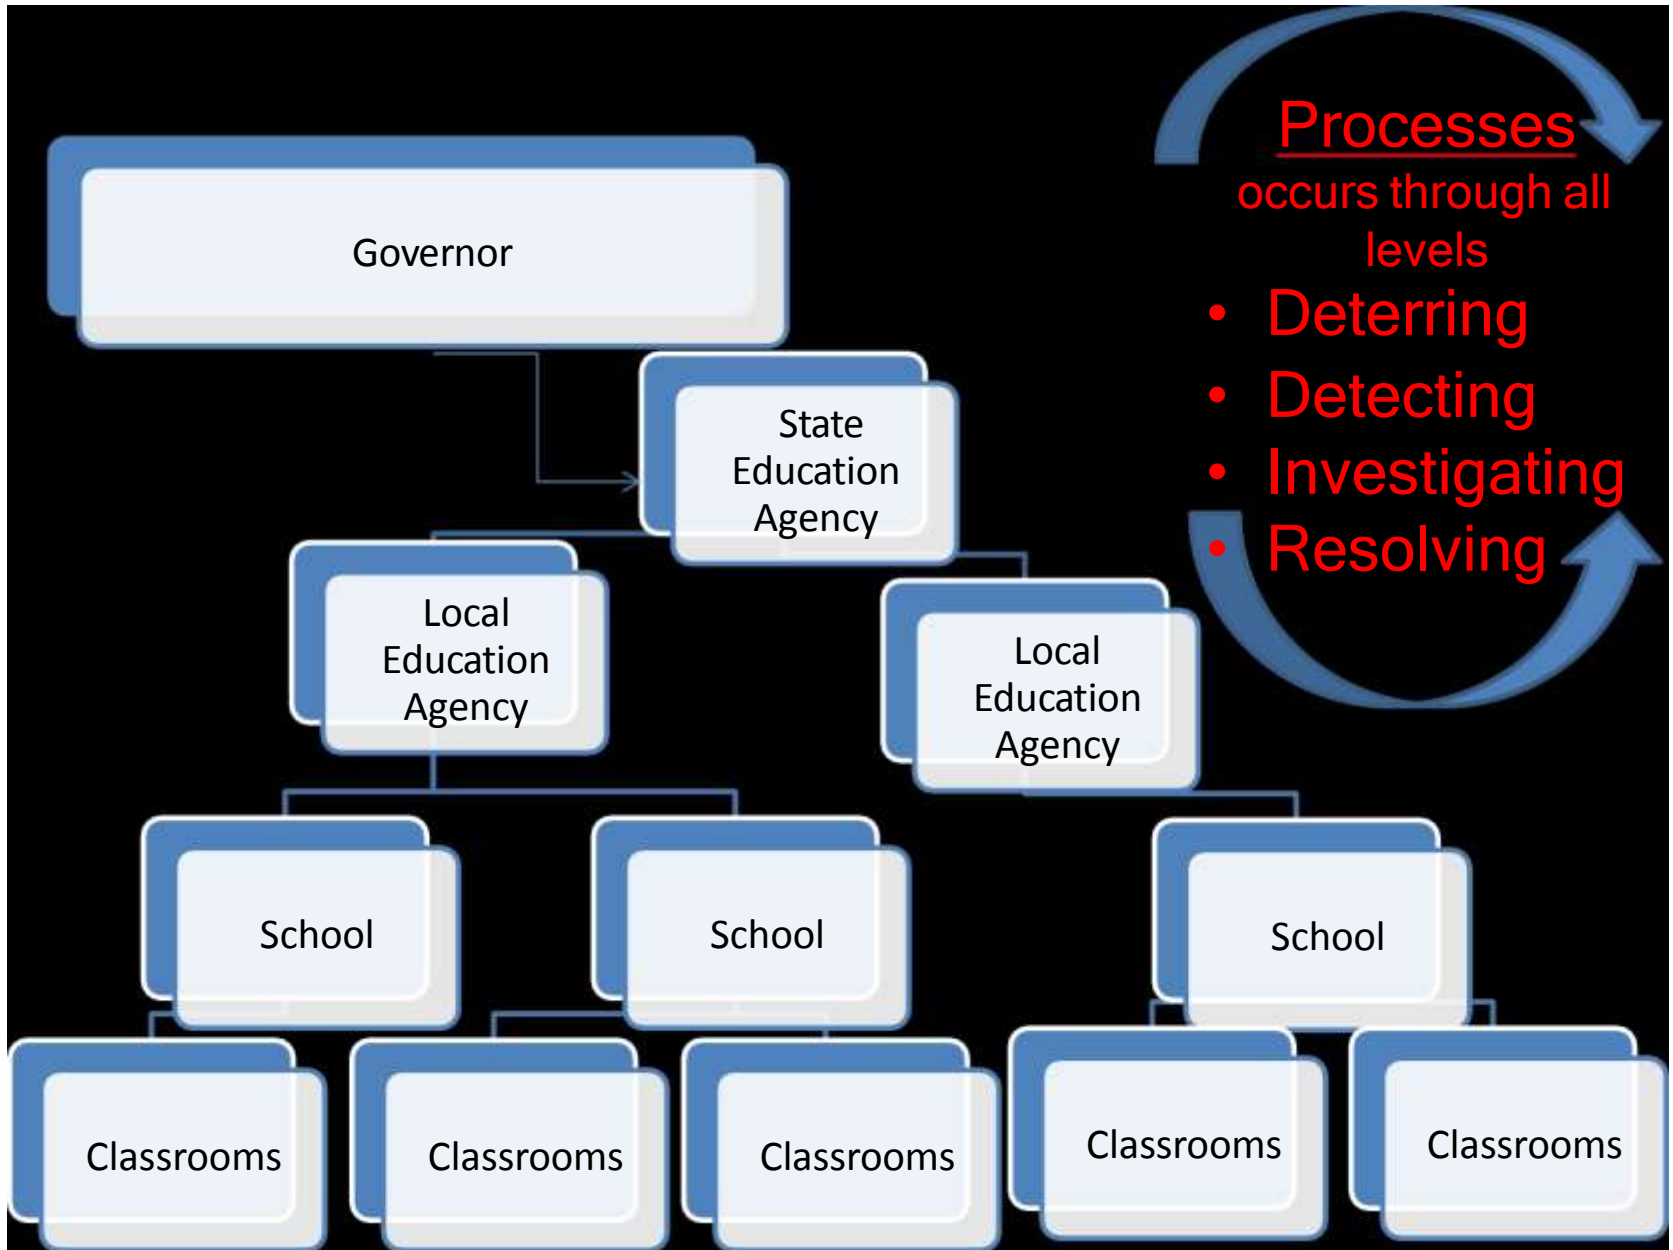 Processes
occurs through all
levels
• Deterring
• Detecting
• Investigating
• Resolving
Governor
State
Education
Agency
Local
Education
Agency
Local
Education
Agency
School
School
School
Classrooms
Classrooms
Classrooms
Classrooms
Classrooms